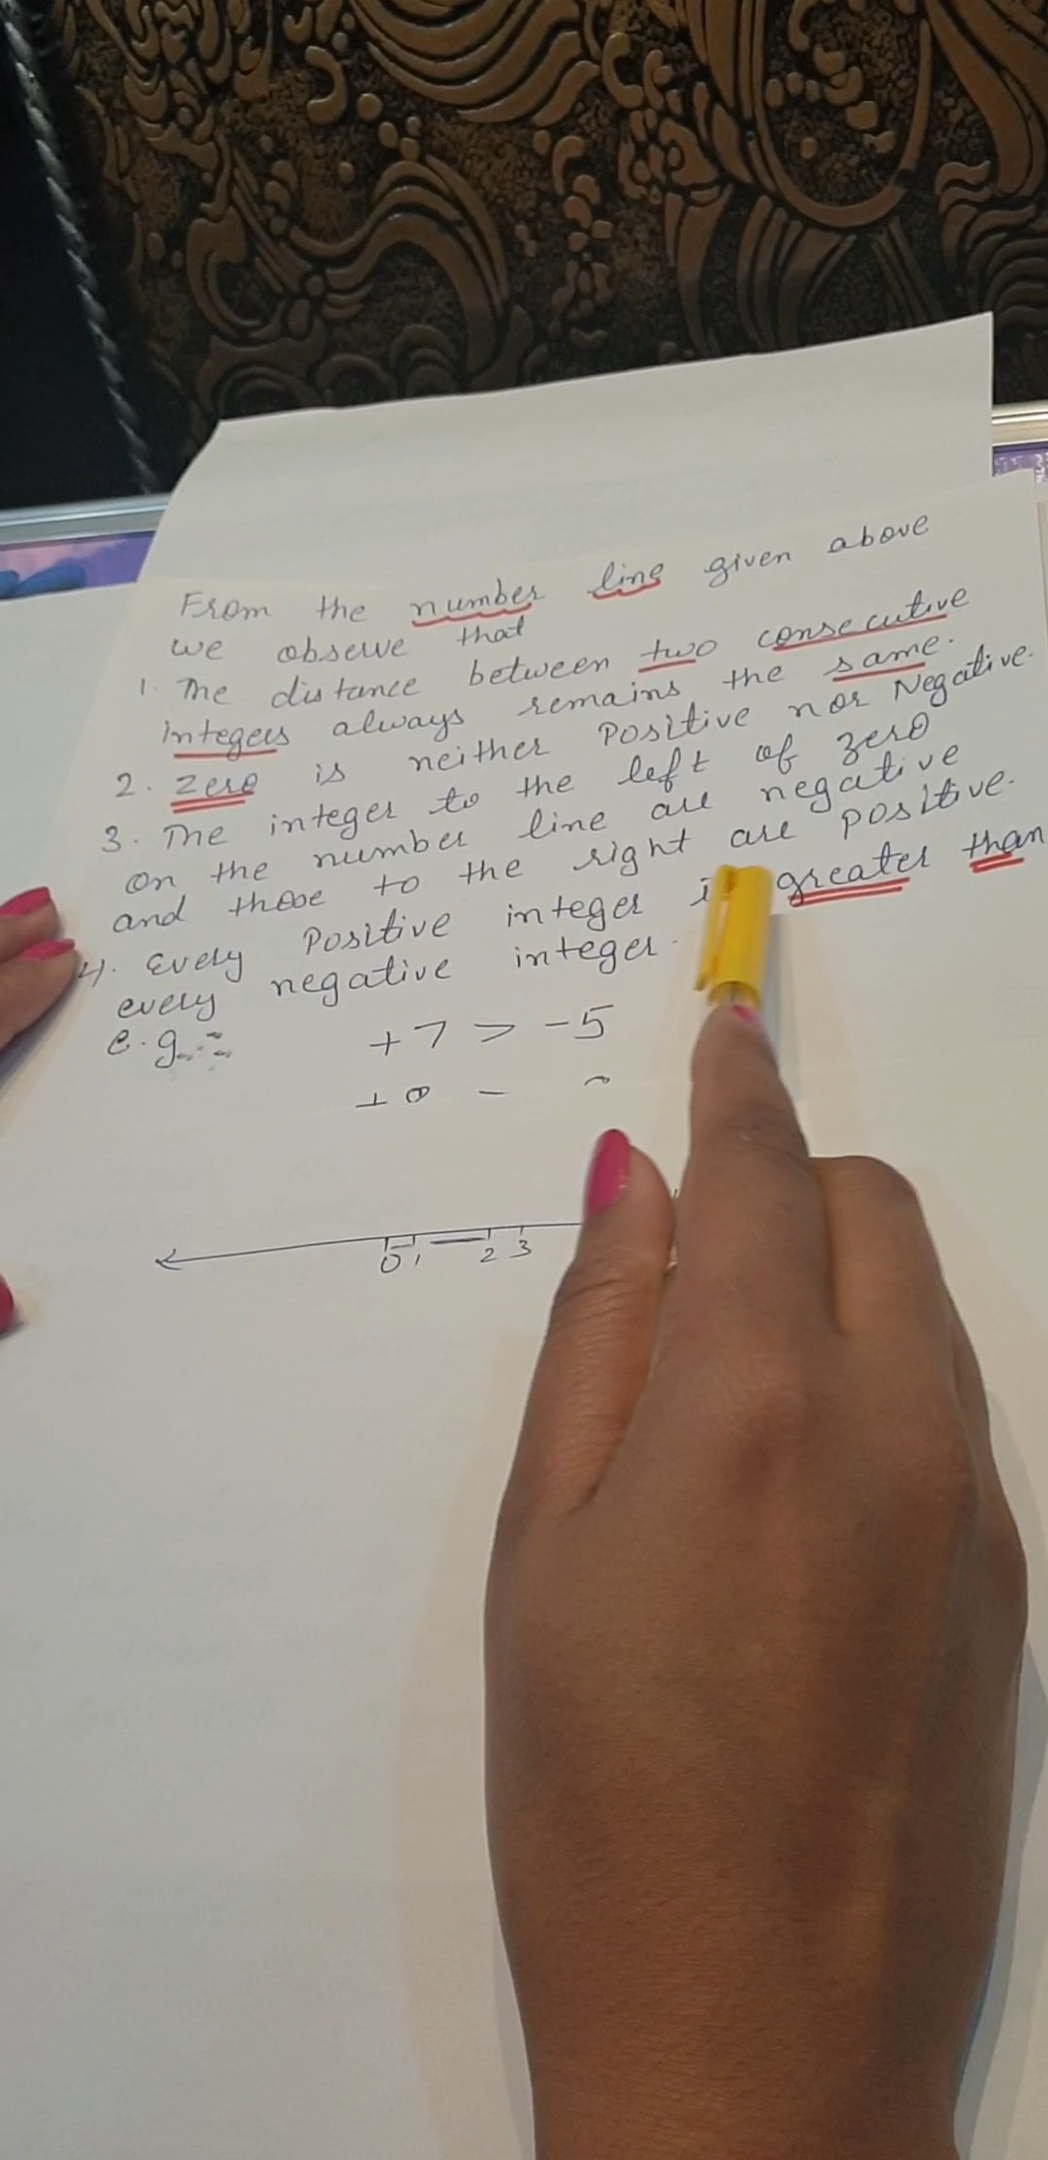 From the number line given above
we observe that
1. The distance between two consecutive
integers always remains the same.
2. Zero is neither Positive nor Negative.
3. The integer to the left of zero
on the number line are negative
and those to the right are positive.
4. Every Positive integer greater than
every negative integer.
e.g.:
+7 > -5
0 1 2 3